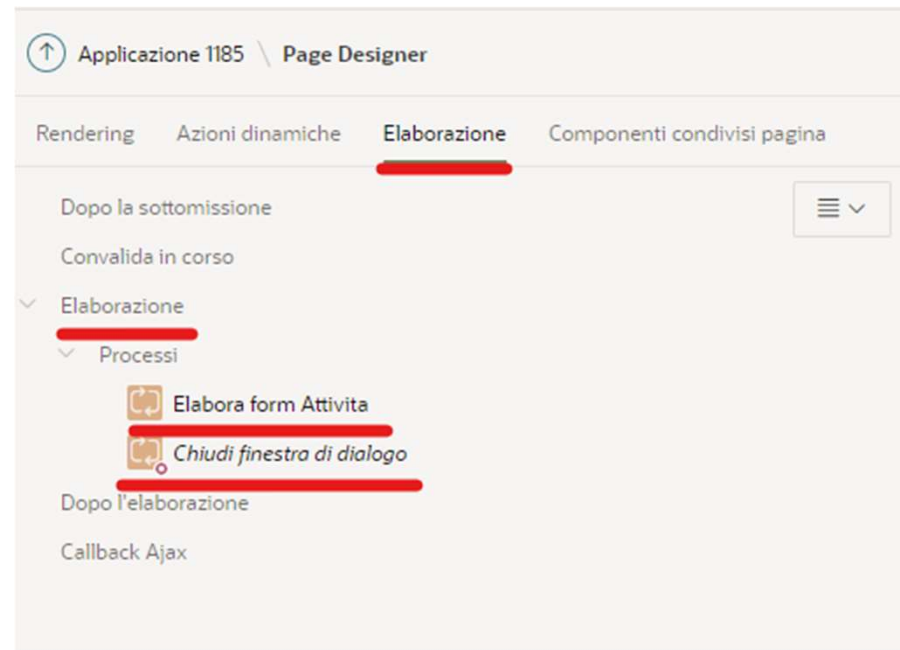 Applicazione 1185 \ Page Designer
Rendering Azioni dinamiche Elaborazione Componenti condivisi pagina
Dopo la sottomissione
Convalida in corso
Elaborazione
Processi
Elabora form Attivita
Chiudi finestra di dialogo
Dopo l'elaborazione
Callback Ajax